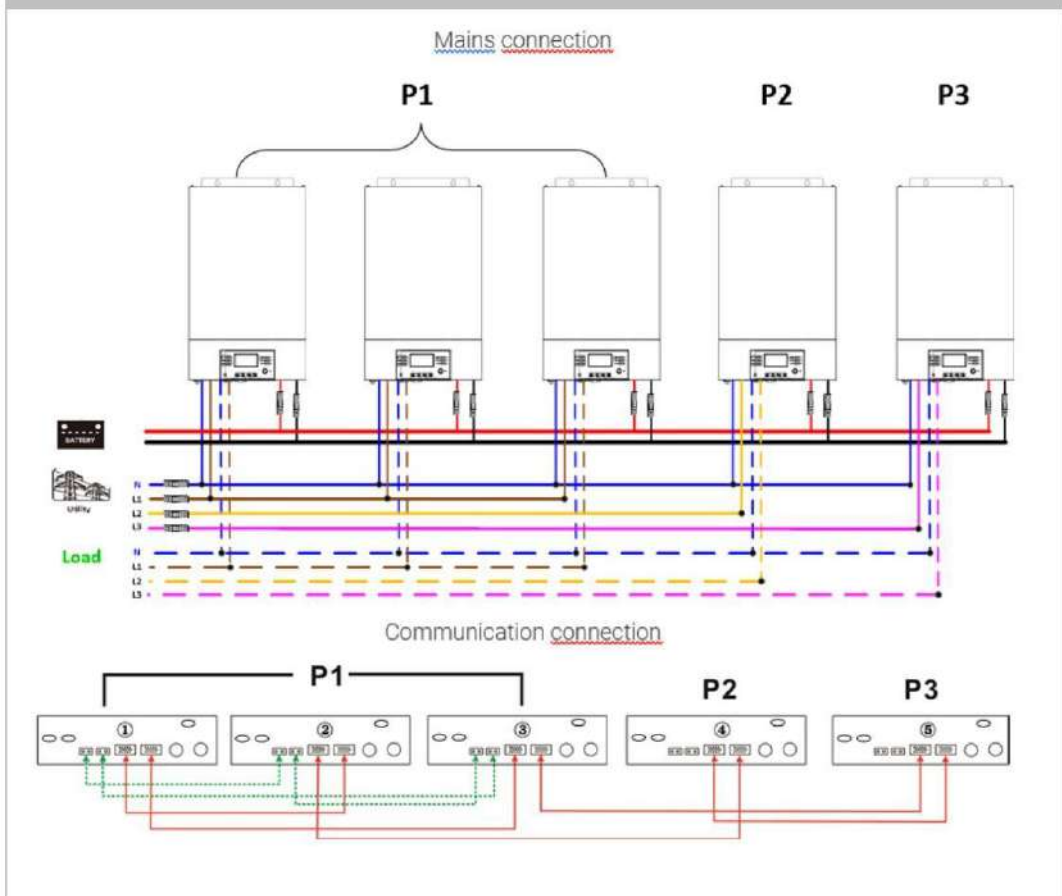 Mains connection
P1 P2 P3
BATTERY
Utility
N
L1
L2
L3
Load
N
L1
L2
L3
Communication connection
P1 P2 P3
① ② ③ ④ ⑤